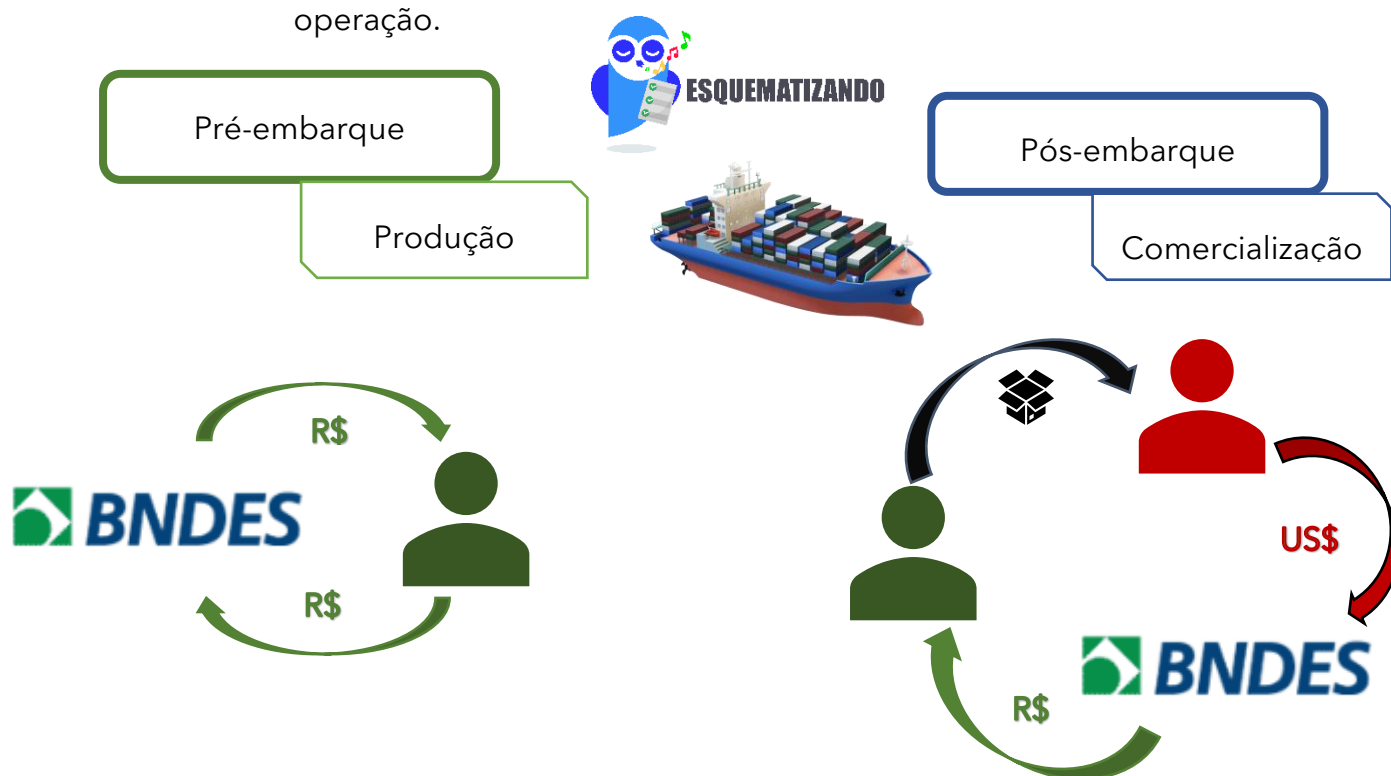 operação.
ESQUEMATIZANDO
Pré-embarque
Pós-embarque
Produção
Comercialização
R$
BNDES
R$
US$
BNDES
R$